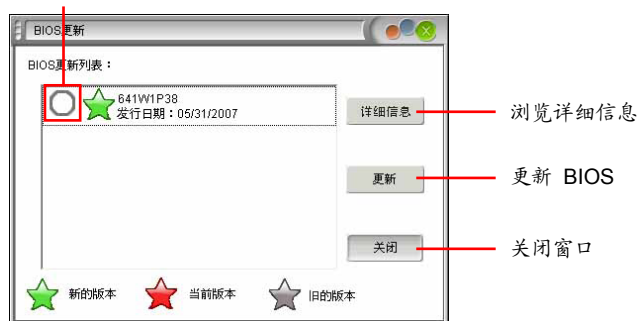 BIOS更新
BIOS更新列表：
641W1P38
发行日期：05/31/2007
详细信息
浏览详细信息
更新
更新 BIOS
关闭
关闭窗口
新的版本
当前版本
旧的版本